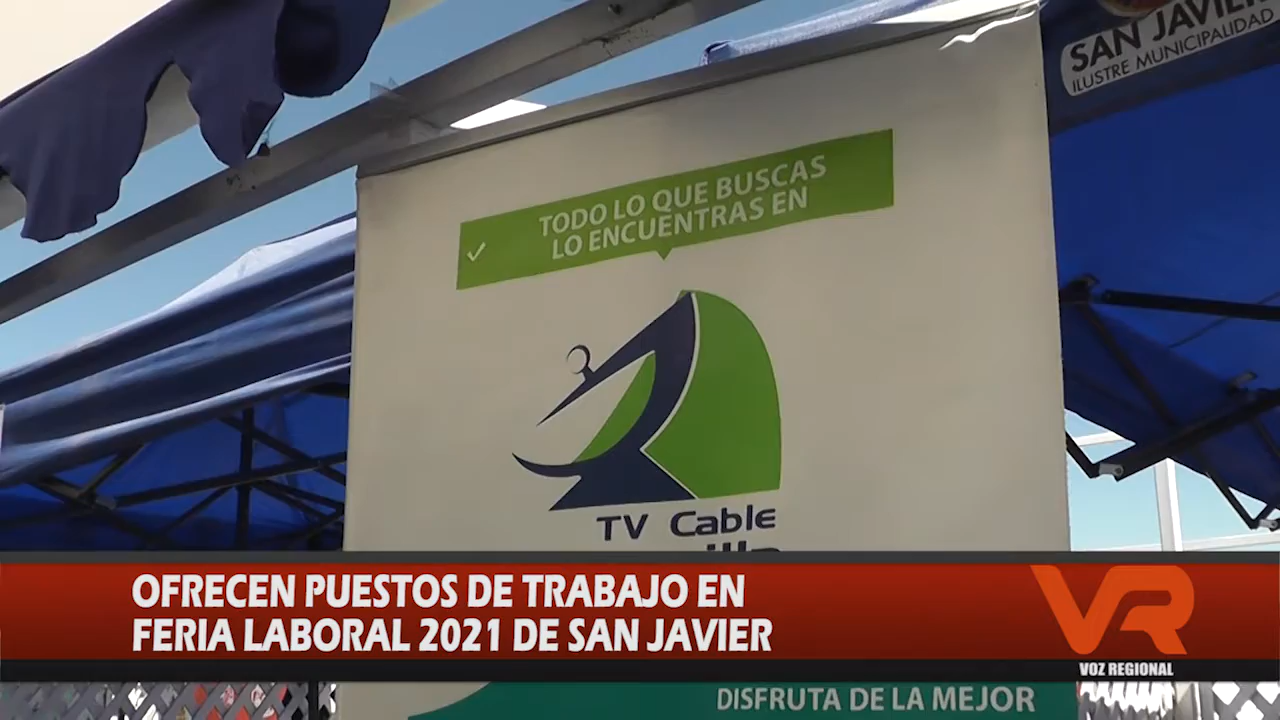 SAN JAVIER
ILUSTRE MUNICIPALIDAD
TODO LO QUE BUSCAS
LO ENCUENTRAS EN
TV Cable
OFRECEN PUESTOS DE TRABAJO EN
FERIA LABORAL 2021 DE SAN JAVIER
VR
VOZ REGIONAL
DISFRUTA DE LA MEJOR